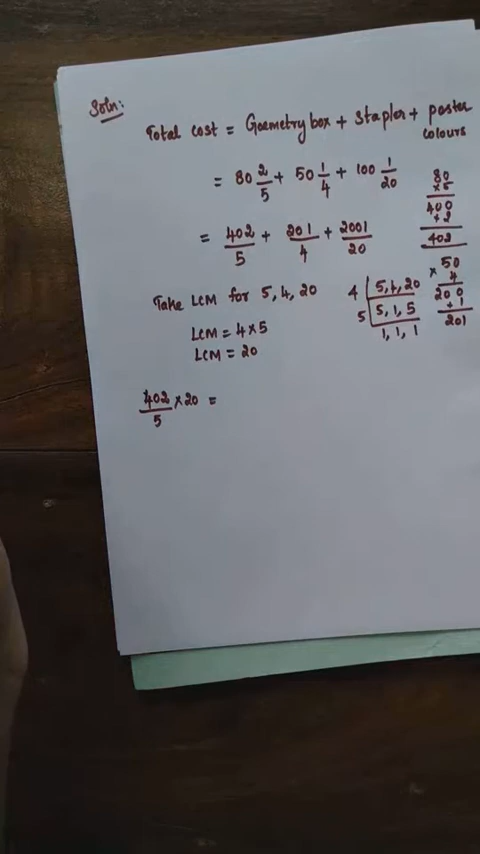 Soln:
Total cost = Geometry box + stapler + poster
colours
= 80 2/5 + 50 1/4 + 100 1/20
= 402/5 + 201/4 + 2001/20
80
×5
400
+2
402
× 50
4
200
+1
201
Take LCM for 5, 4, 20
4 | 5, 4, 20
5 | 5, 1, 5
1, 1, 1
LCM = 4 × 5
LCM = 20
402/5 × 20 =